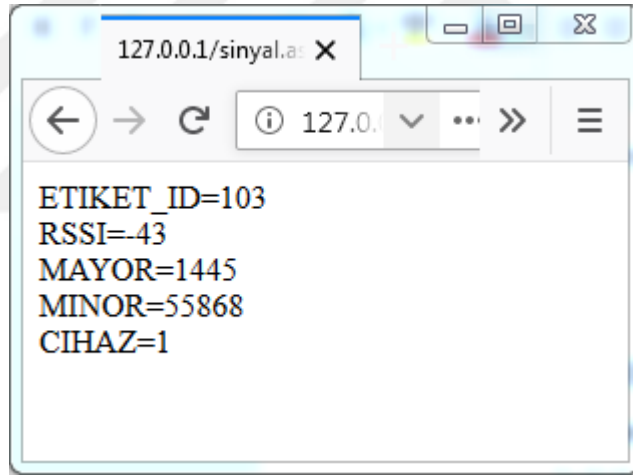 127.0.0.1/sinyal.as
127.0.
ETIKET_ID=103
RSSI=-43
MAYOR=1445
MINOR=55868
CIHAZ=1